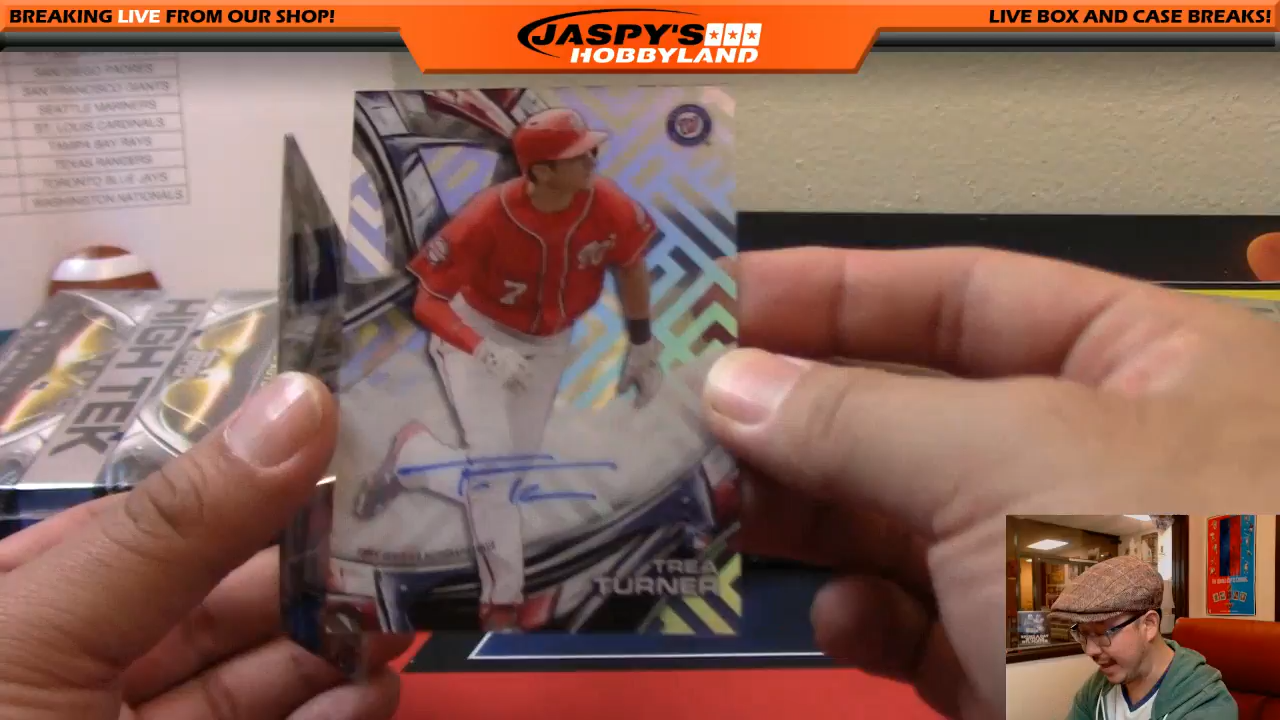 BREAKING LIVE FROM OUR SHOP!
JASPY'S
HOBBYLAND
LIVE BOX AND CASE BREAKS!
SAN DIEGO PADRES
SAN FRANCISCO GIANTS
SEATTLE MARINERS
ST. LOUIS CARDINALS
TAMPA BAY RAYS
TEXAS RANGERS
TORONTO BLUE JAYS
WASHINGTON NATIONALS
HIGH TEK
7
TREA
TURNER